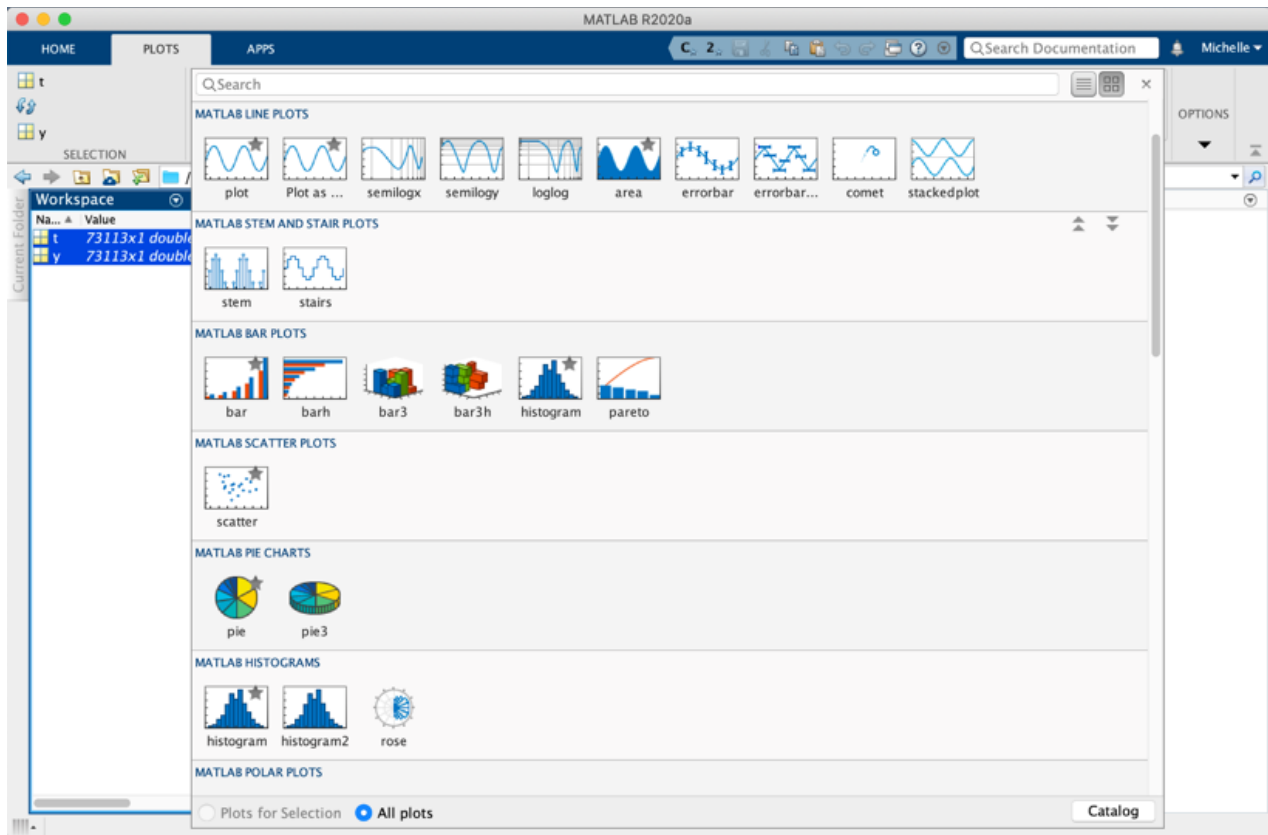 MATLAB R2020a
HOME PLOTS APPS
C 2 Search Documentation Michelle
t
y
SELECTION
OPTIONS
Search
Current Folder
Workspace
Na... Value
t 73113x1 double
y 73113x1 double
MATLAB LINE PLOTS
plot Plot as ... semilogx semilogy loglog area errorbar errorbar... comet stackedplot
MATLAB STEM AND STAIR PLOTS
stem stairs
MATLAB BAR PLOTS
bar barh bar3 bar3h histogram pareto
MATLAB SCATTER PLOTS
scatter
MATLAB PIE CHARTS
pie pie3
MATLAB HISTOGRAMS
histogram histogram2 rose
MATLAB POLAR PLOTS
Plots for Selection All plots Catalog